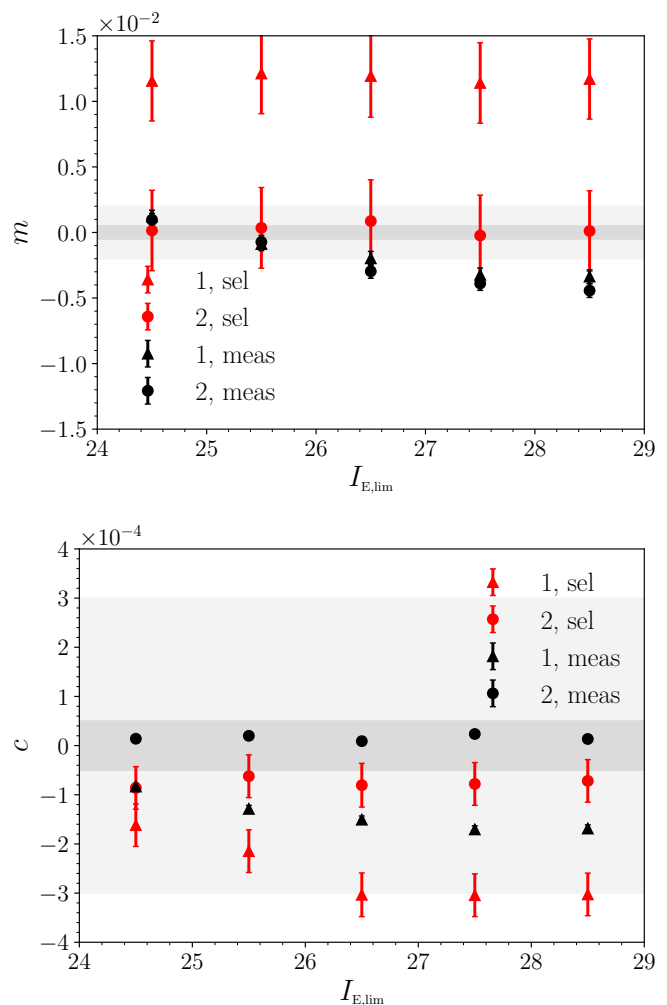 ×10⁻²
1.5
1.0
0.5
0.0
−0.5
−1.0
−1.5
m
1, sel
2, sel
1, meas
2, meas
24 25 26 27 28 29
I_E,lim
×10⁻⁴
4
3
2
1
0
−1
−2
−3
−4
c
1, sel
2, sel
1, meas
2, meas
24 25 26 27 28 29
I_E,lim